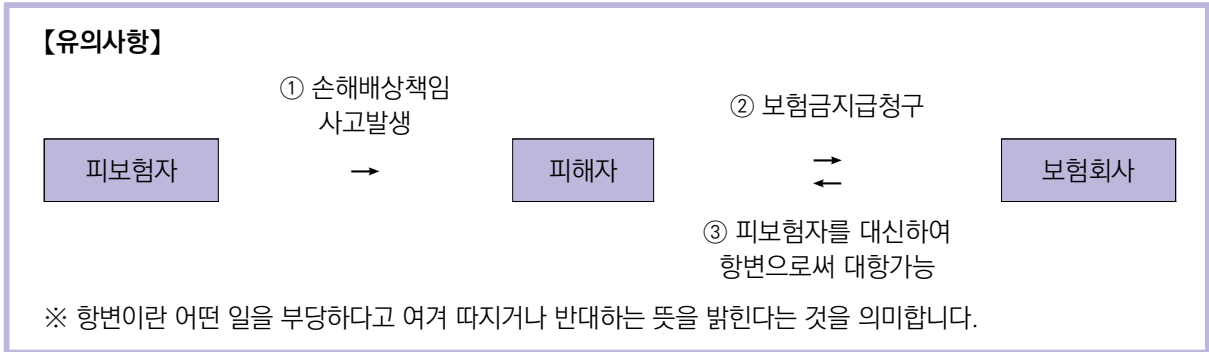 【유의사항】
① 손해배상책임
사고발생
② 보험금지급청구
피보험자
→
피해자
→
←
보험회사
③ 피보험자를 대신하여
항변으로써 대항가능
※ 항변이란 어떤 일을 부당하다고 여겨 따지거나 반대하는 뜻을 밝힌다는 것을 의미합니다.